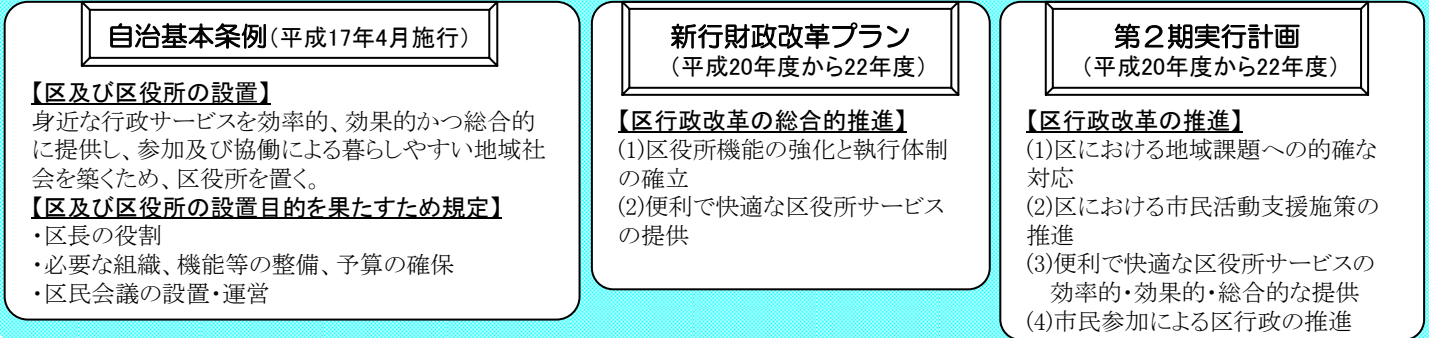 自治基本条例(平成17年4月施行)
【区及び区役所の設置】
身近な行政サービスを効率的、効果的かつ総合的
に提供し、参加及び協働による暮らしやすい地域社
会を築くため、区役所を置く。
【区及び区役所の設置目的を果たすため規定】
・区長の役割
・必要な組織、機能等の整備、予算の確保
・区民会議の設置・運営
新行財政改革プラン
(平成20年度から22年度)
【区行政改革の総合的推進】
(1)区役所機能の強化と執行体制
の確立
(2)便利で快適な区役所サービス
の提供
第2期実行計画
(平成20年度から22年度)
【区行政改革の推進】
(1)区における地域課題への的確な
対応
(2)区における市民活動支援施策の
推進
(3)便利で快適な区役所サービスの
効率的・効果的・総合的な提供
(4)市民参加による区行政の推進